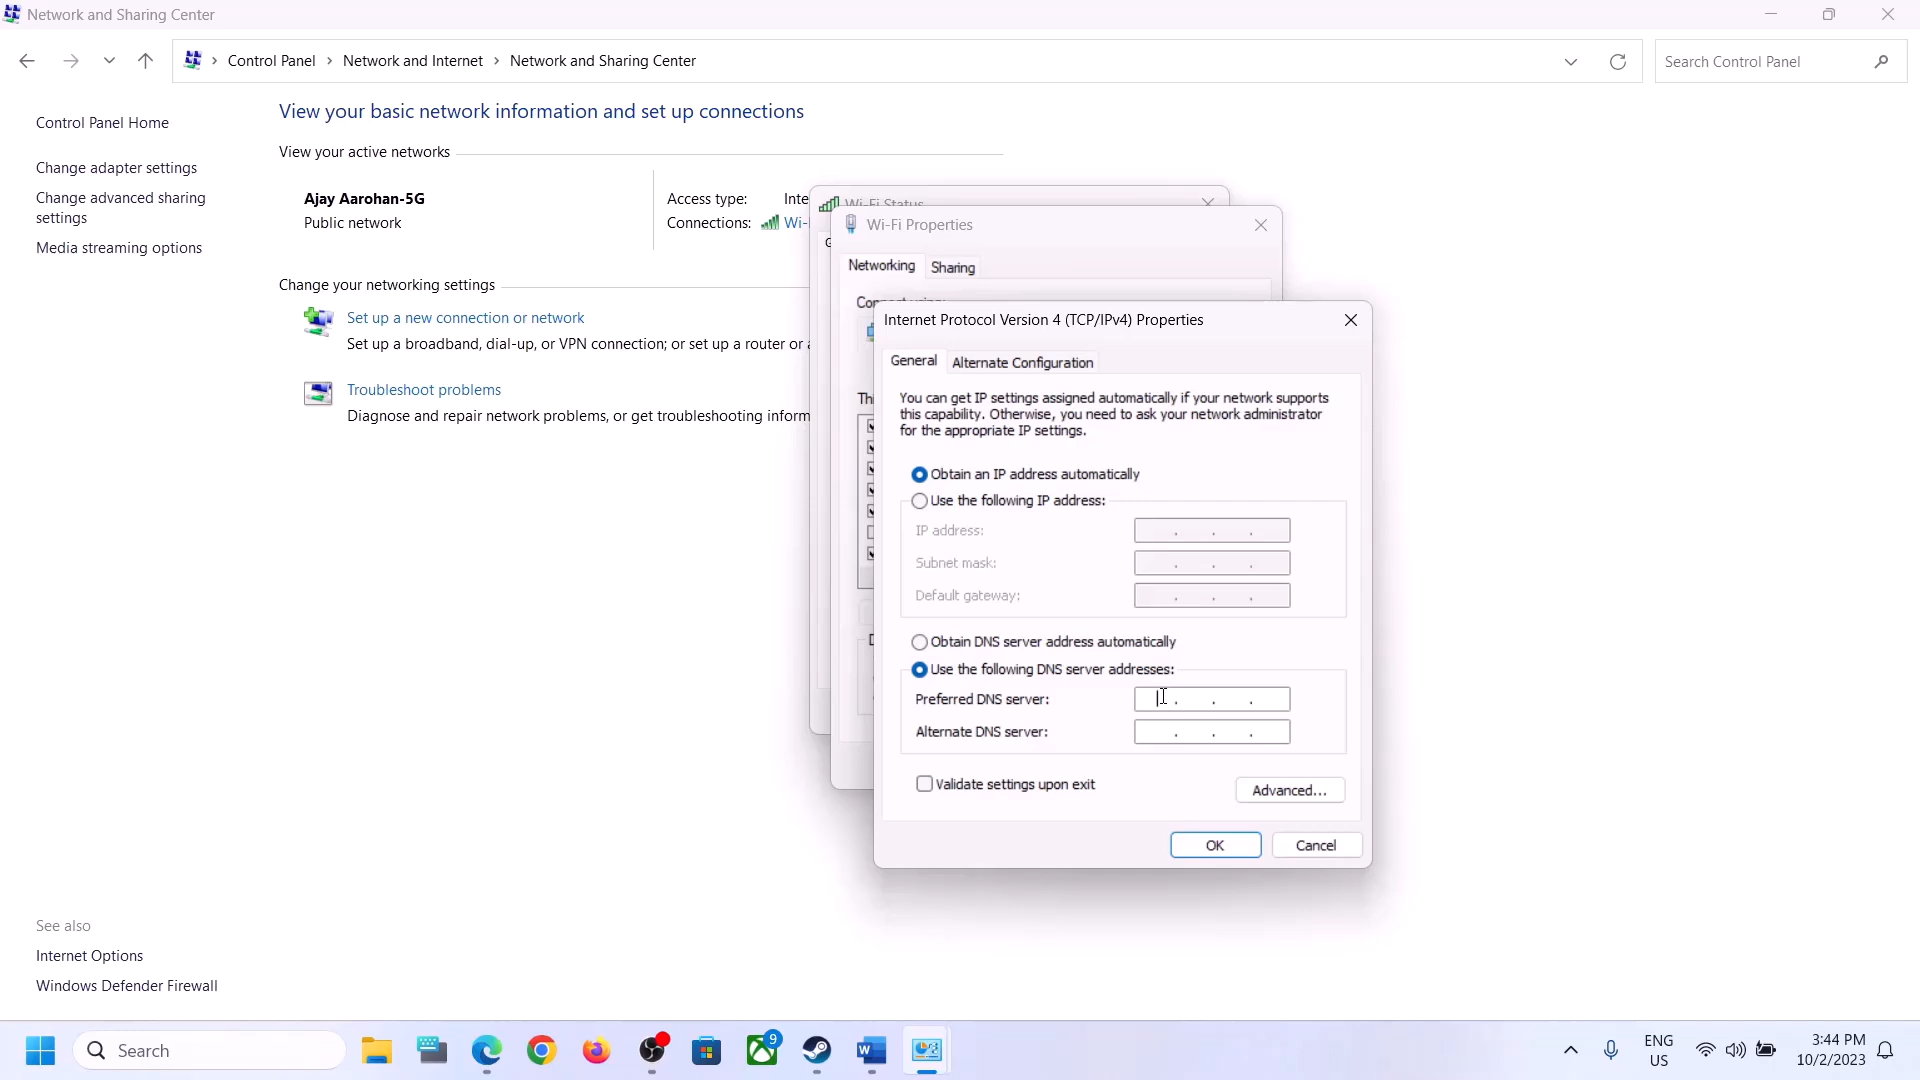 Network and Sharing Center
Control Panel > Network and Internet > Network and Sharing Center
Search Control Panel
Control Panel Home
Change adapter settings
Change advanced sharing
settings
Media streaming options
View your basic network information and set up connections
View your active networks
Ajay Aarohan-5G
Public network
Access type:
Connections:
Change your networking settings
Set up a new connection or network
Set up a broadband, dial-up, or VPN connection; or set up a router or
Troubleshoot problems
Diagnose and repair network problems, or get troubleshooting
Wi-Fi Status
Wi-Fi Properties
Networking
Sharing
Connect using:
Internet Protocol Version 4 (TCP/IPv4) Properties
General
Alternate Configuration
You can get IP settings assigned automatically if your network supports
this capability. Otherwise, you need to ask your network administrator
for the appropriate IP settings.
Obtain an IP address automatically
Use the following IP address:
IP address:
Subnet mask:
Default gateway:
Obtain DNS server address automatically
Use the following DNS server addresses:
Preferred DNS server:
Alternate DNS server:
Validate settings upon exit
Advanced...
OK
Cancel
See also
Internet Options
Windows Defender Firewall
Search
9
ENG
US
3:44 PM
10/2/2023